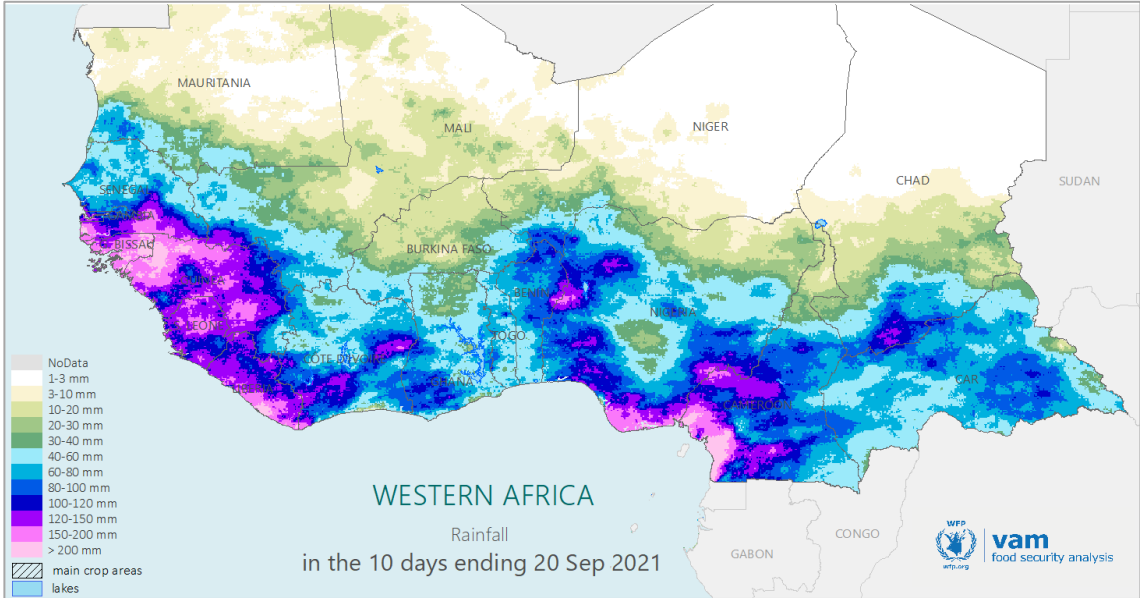 MAURITANIA
MALI
NIGER
CHAD
SUDAN
SENEGAL
GAMBIA
BISSAU
BURKINA FASO
BENIN
NIGERIA
TOGO
CÔTE D'IVOIRE
GHANA
LIBERIA
CAMEROON
CAR
GABON
CONGO
NoData
1-3 mm
3-10 mm
10-20 mm
20-30 mm
30-40 mm
40-60 mm
60-80 mm
80-100 mm
100-120 mm
120-150 mm
150-200 mm
> 200 mm
main crop areas
lakes
WESTERN AFRICA
Rainfall
in the 10 days ending 20 Sep 2021
WFP
wfp.org
vam
food security analysis